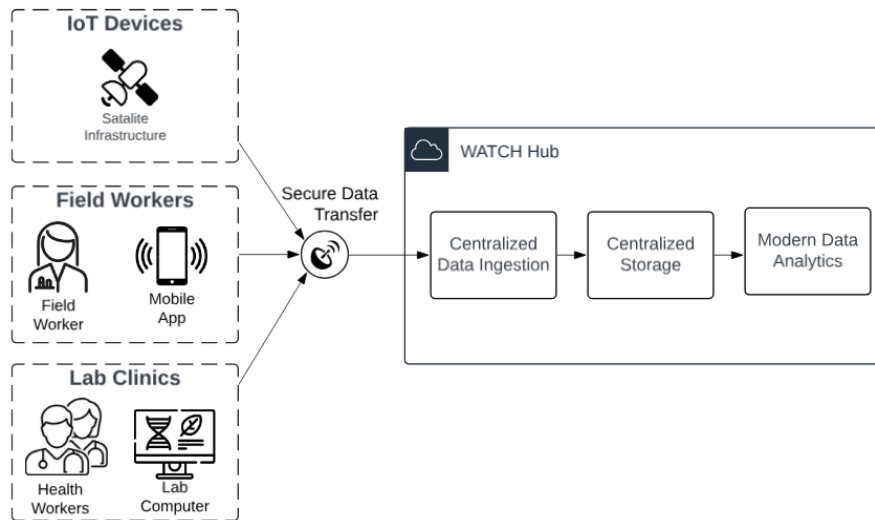 IoT Devices
Satalite
Infrastructure
Field Workers
Field
Worker
Mobile
App
Lab Clinics
Health
Workers
Lab
Computer
Secure Data
Transfer
WATCH Hub
Centralized
Data Ingestion
Centralized
Storage
Modern Data
Analytics